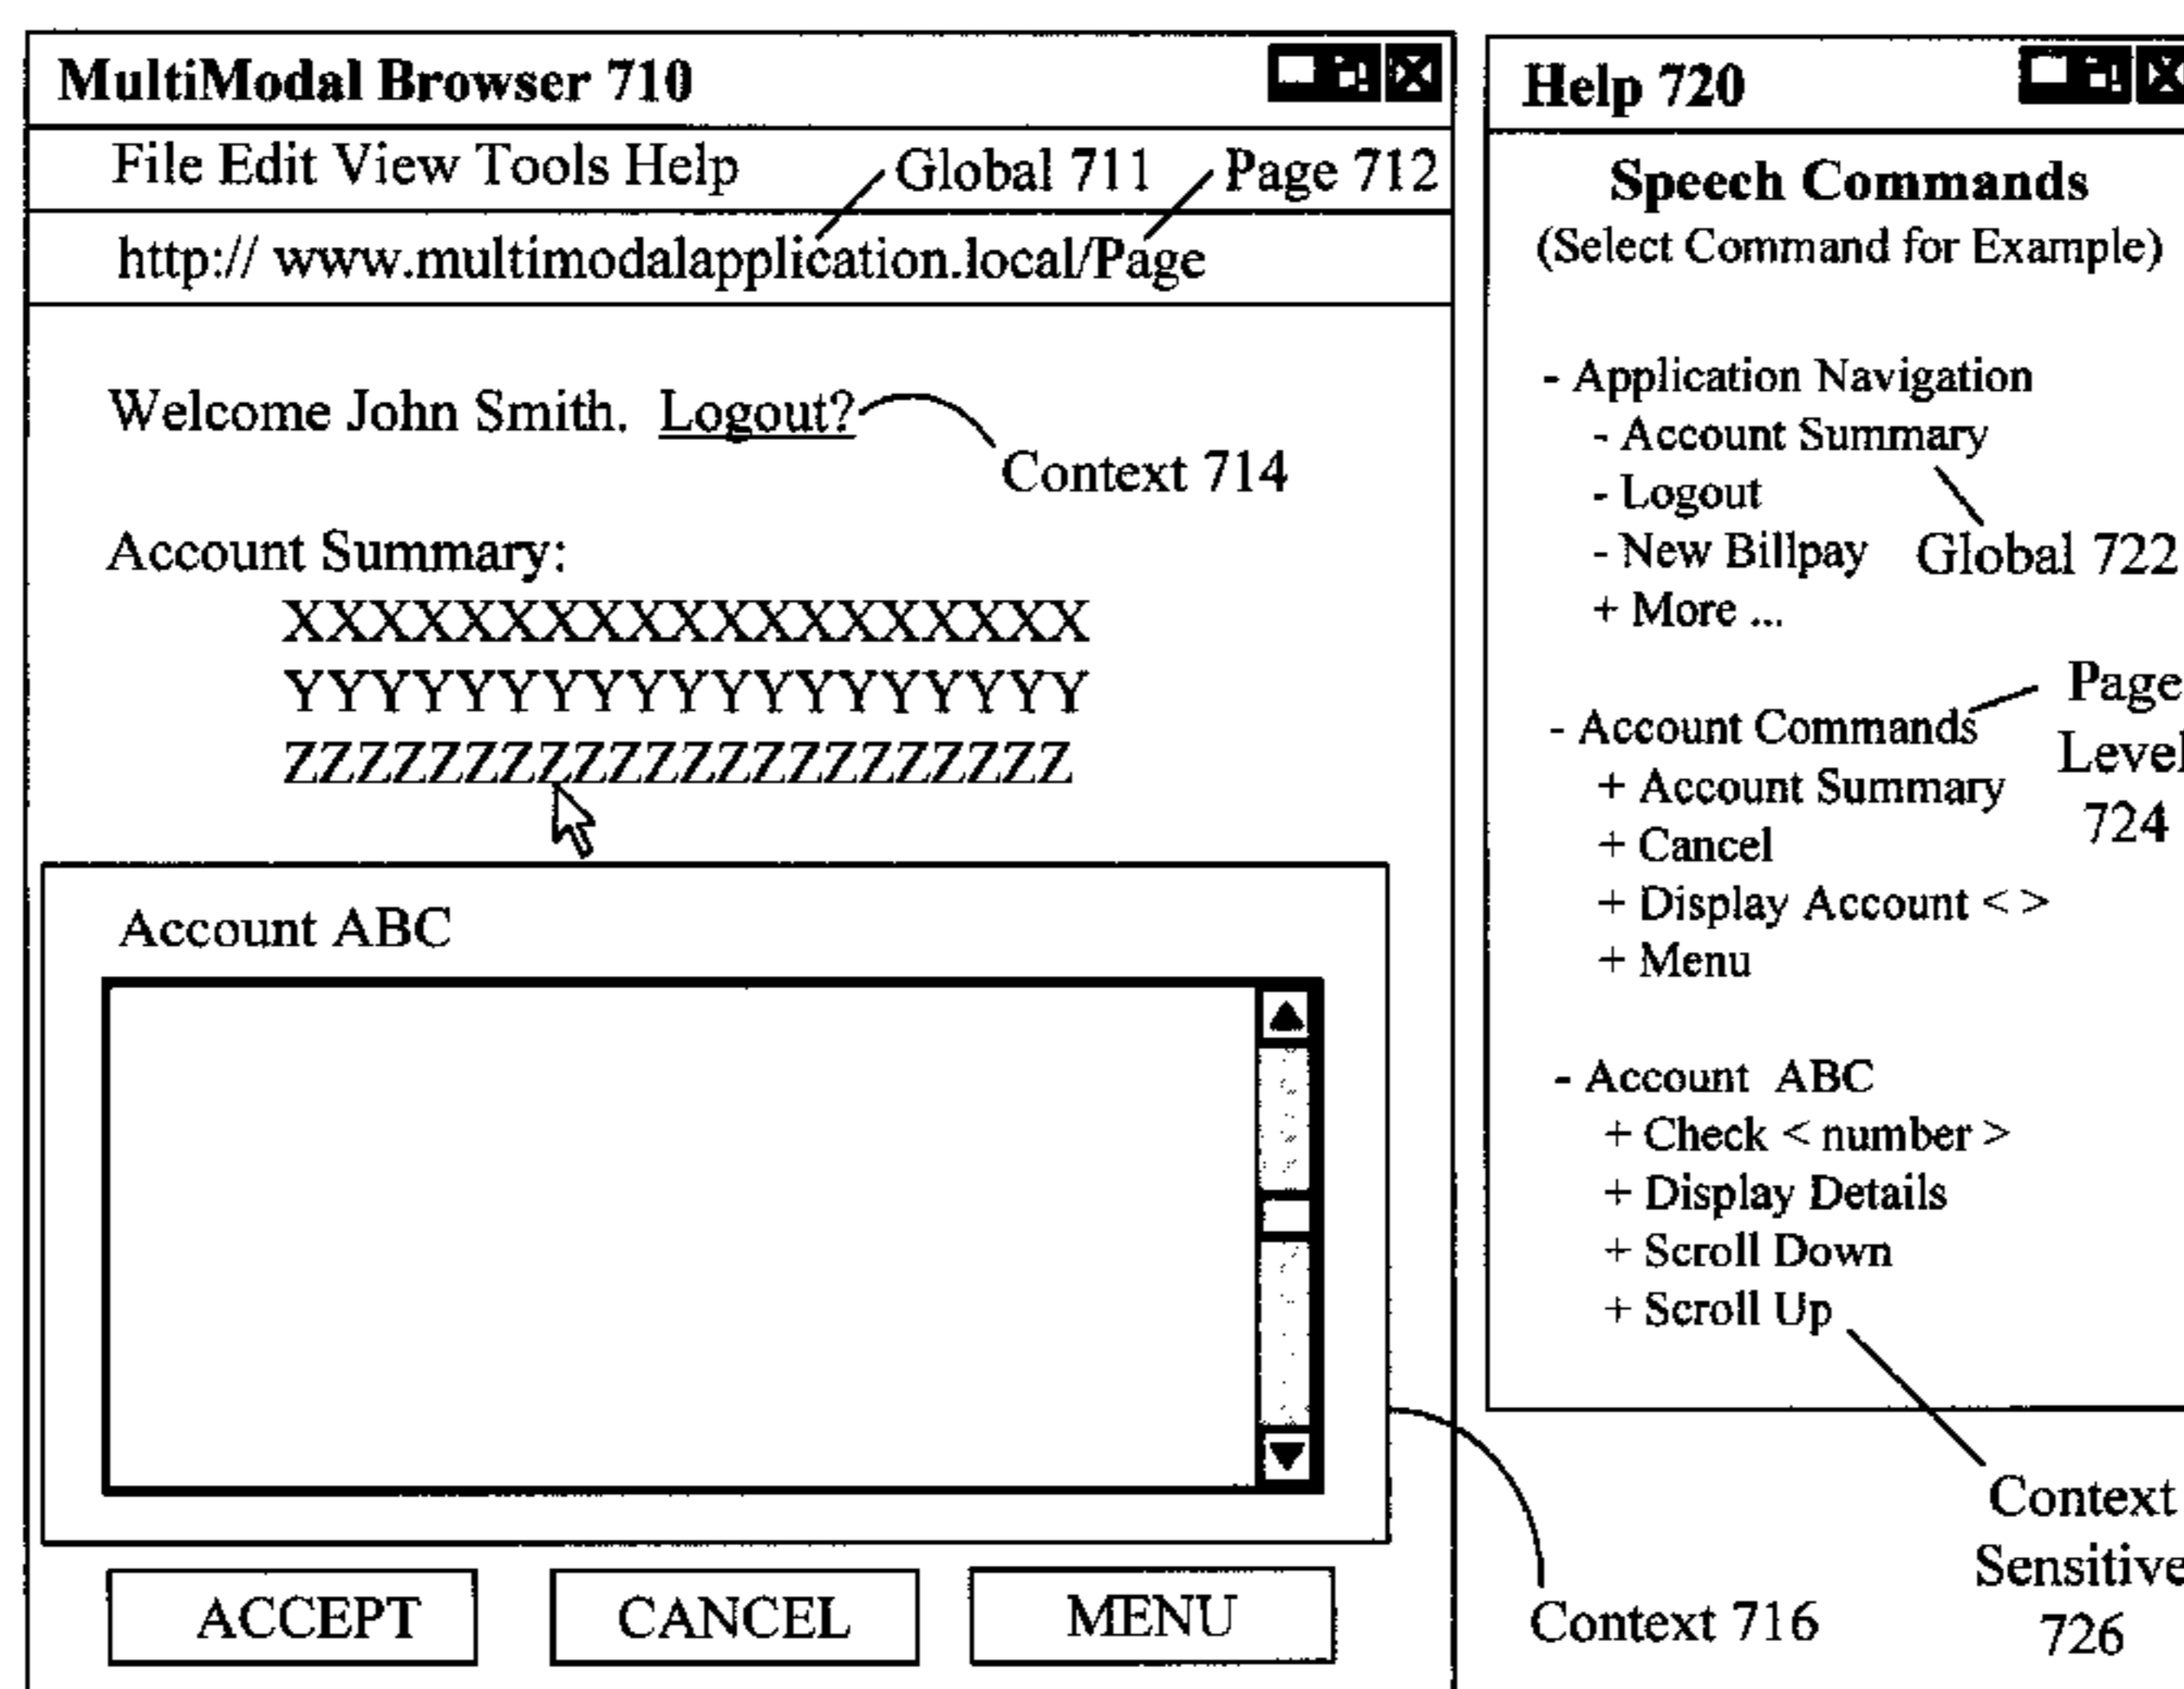 MultiModal Browser 710
File Edit View Tools Help
Global 711
Page 712
http:// www.multimodalapplication.local/Page
Welcome John Smith. Logout?
Context 714
Account Summary:
XXXXXXXXXXXXXXXXXXX
YYYYYYYYYYYYYYYYYYY
ZZZZZZZZZZZZZZZZZZZZZZ
Account ABC
ACCEPT
CANCEL
MENU
Context 716
Help 720
Speech Commands
(Select Command for Example)
- Application Navigation
- Account Summary
- Logout
- New Billpay
+ More ...
Global 722
- Account Commands
+ Account Summary
+ Cancel
+ Display Account < >
+ Menu
Page
Level
724
- Account ABC
+ Check < number >
+ Display Details
+ Scroll Down
+ Scroll Up
Context
Sensitive
726